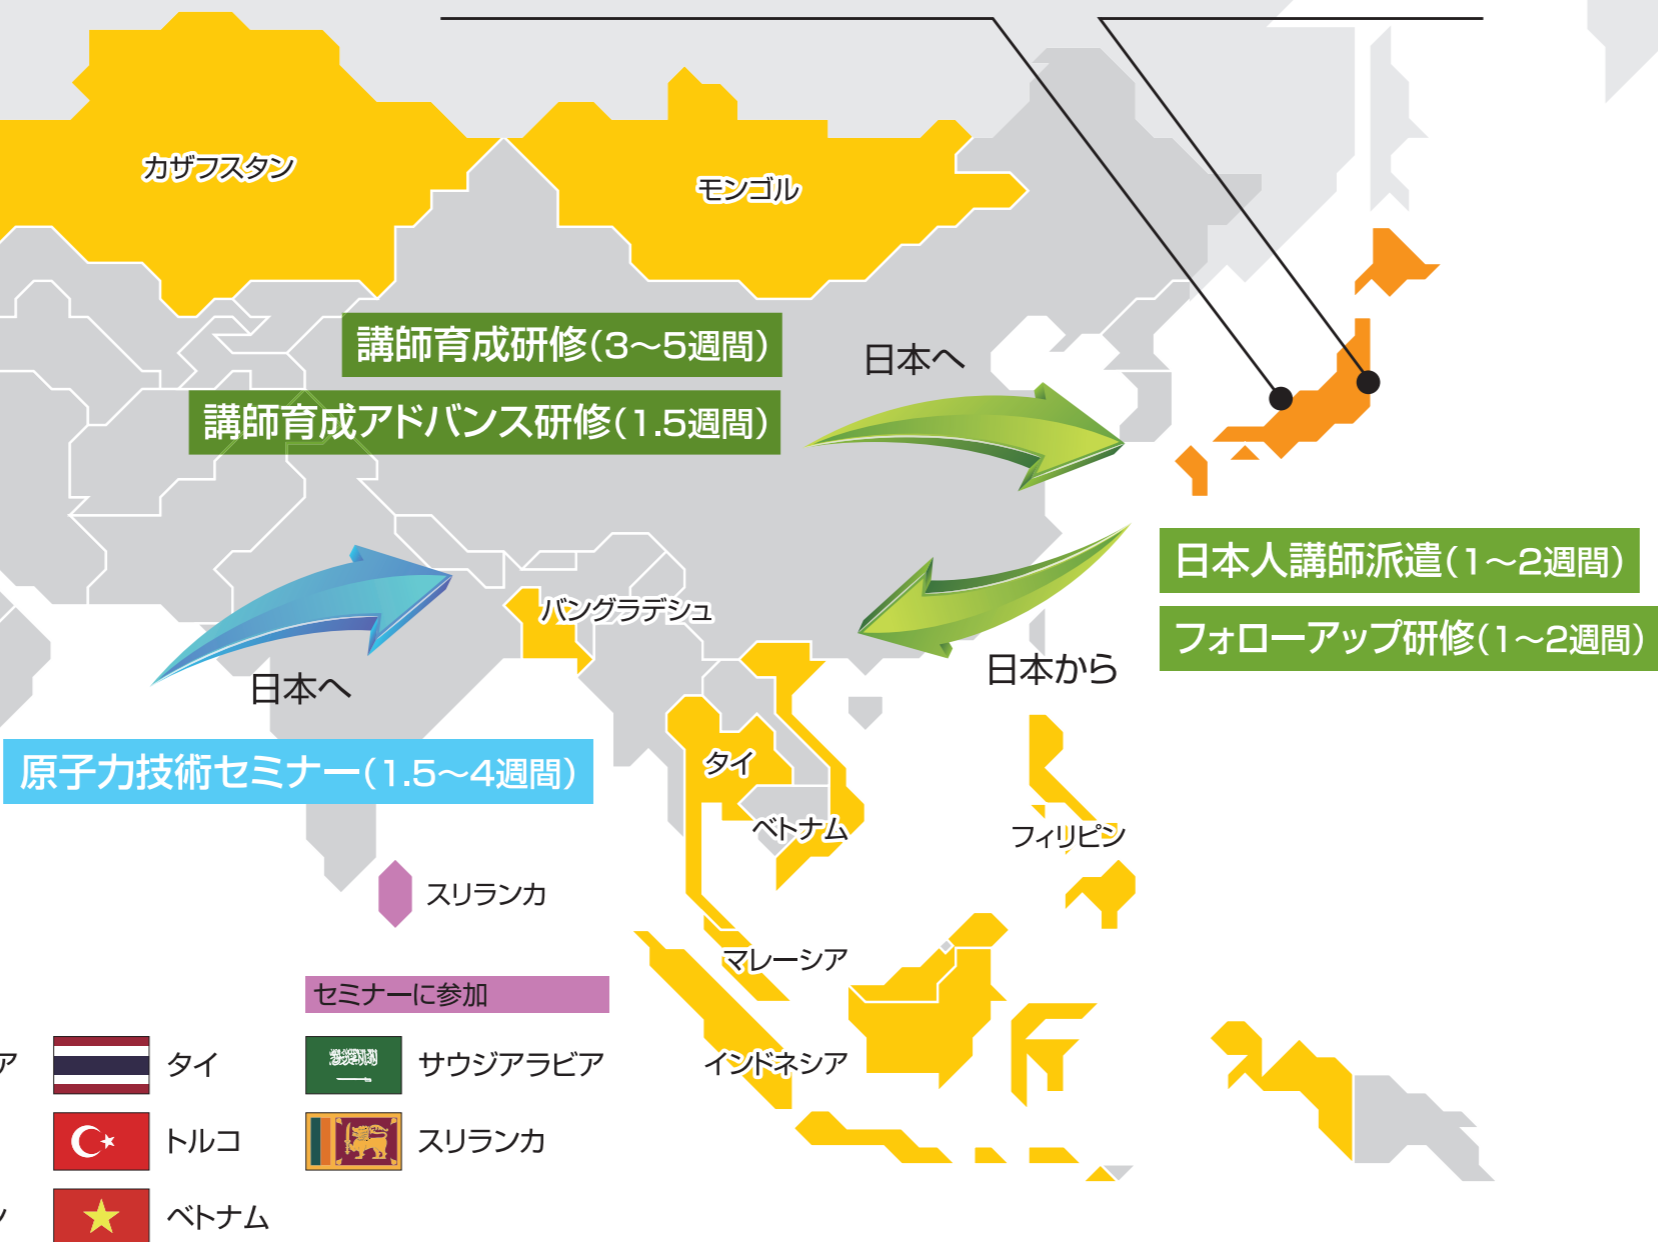 カザフスタン
モンゴル
講師育成研修(3〜5週間)
日本へ
講師育成アドバンス研修(1.5週間)
日本人講師派遣(1〜2週間)
バングラデシュ
フォローアップ研修(1〜2週間)
日本から
日本へ
原子力技術セミナー(1.5〜4週間)
タイ
ベトナム
フィリピン
スリランカ
マレーシア
セミナーに参加
インドネシア
ア
タイ
サウジアラビア
トルコ
スリランカ
ベトナム